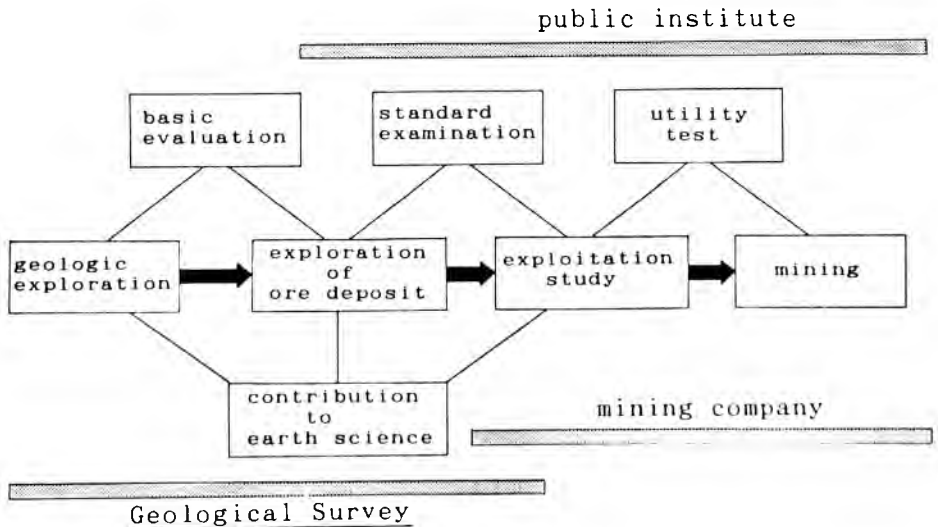 public institute
basic
evaluation
standard
examination
utility
test
geologic
exploration
exploration
of
ore deposit
exploitation
study
mining
contribution
to
earth science
mining company
Geological Survey